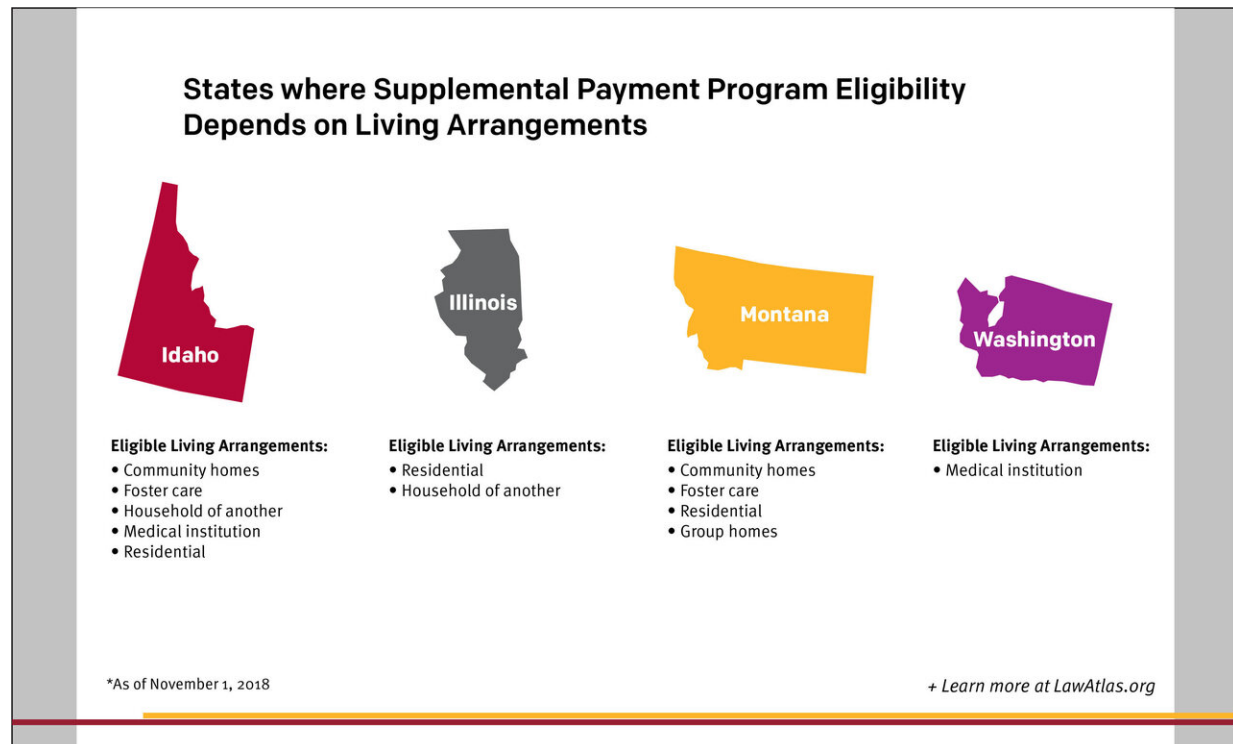 States where Supplemental Payment Program Eligibility
Depends on Living Arrangements
Idaho
Illinois
Montana
Washington
Eligible Living Arrangements:
• Community homes
• Foster care
• Household of another
• Medical institution
• Residential
Eligible Living Arrangements:
• Residential
• Household of another
Eligible Living Arrangements:
• Community homes
• Foster care
• Residential
• Group homes
Eligible Living Arrangements:
• Medical institution
*As of November 1, 2018
+ Learn more at LawAtlas.org